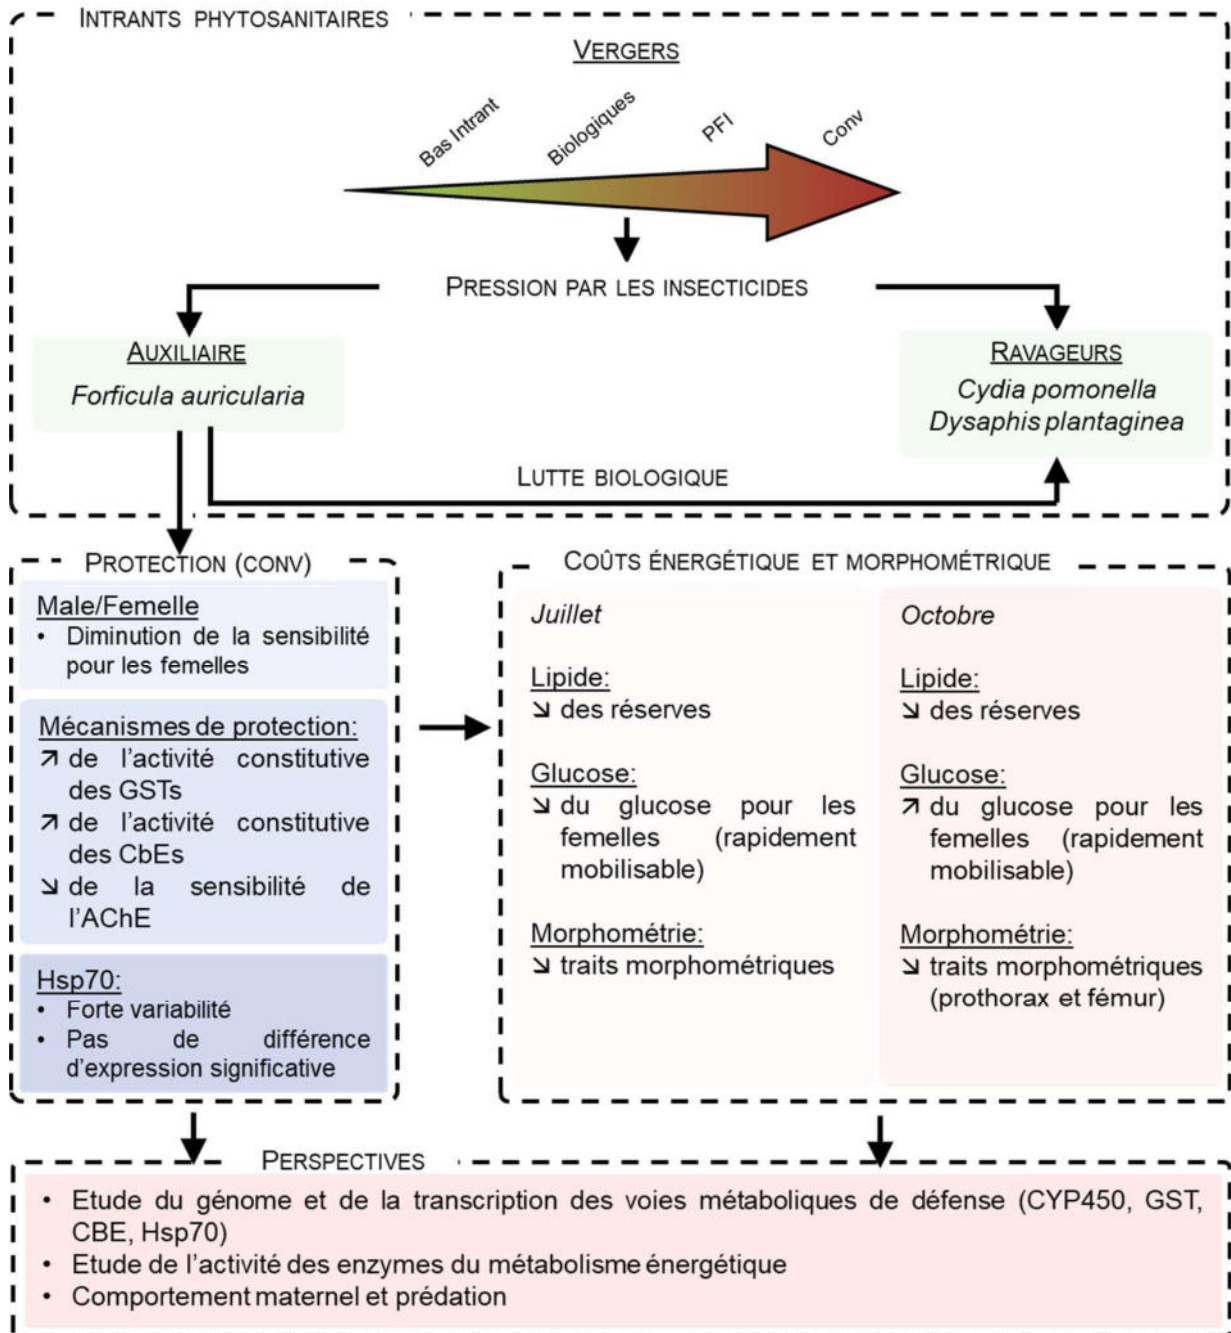 INTRANTS PHYTOSANITAIRES
VERGERS
Bas Intrant
Biologiques
PFI
Conv
PRESSION PAR LES INSECTICIDES
AUXILIAIRE
Forficula auricularia
RAVAGEURS
Cydia pomonella
Dysaphis plantaginea
LUTTE BIOLOGIQUE
PROTECTION (CONV)
Male/Femelle
• Diminution de la sensibilité
pour les femelles
Mécanismes de protection:
↗ de l'activité constitutive
des GSTs
↗ de l'activité constitutive
des CbEs
↘ de la sensibilité de
l'AChE
Hsp70:
• Forte variabilité
• Pas de différence
d'expression significative
COÛTS ÉNERGÉTIQUE ET MORPHOMÉTRIQUE
Juillet
Lipide:
↘ des réserves
Glucose:
↘ du glucose pour les
femelles (rapidement
mobilisable)
Morphométrie:
↘ traits morphométriques
Octobre
Lipide:
↘ des réserves
Glucose:
↗ du glucose pour les
femelles (rapidement
mobilisable)
Morphométrie:
↘ traits morphométriques
(prothorax et fémur)
PERSPECTIVES
• Etude du génome et de la transcription des voies métaboliques de défense (CYP450, GST,
CBE, Hsp70)
• Etude de l'activité des enzymes du métabolisme énergétique
• Comportement maternel et prédation